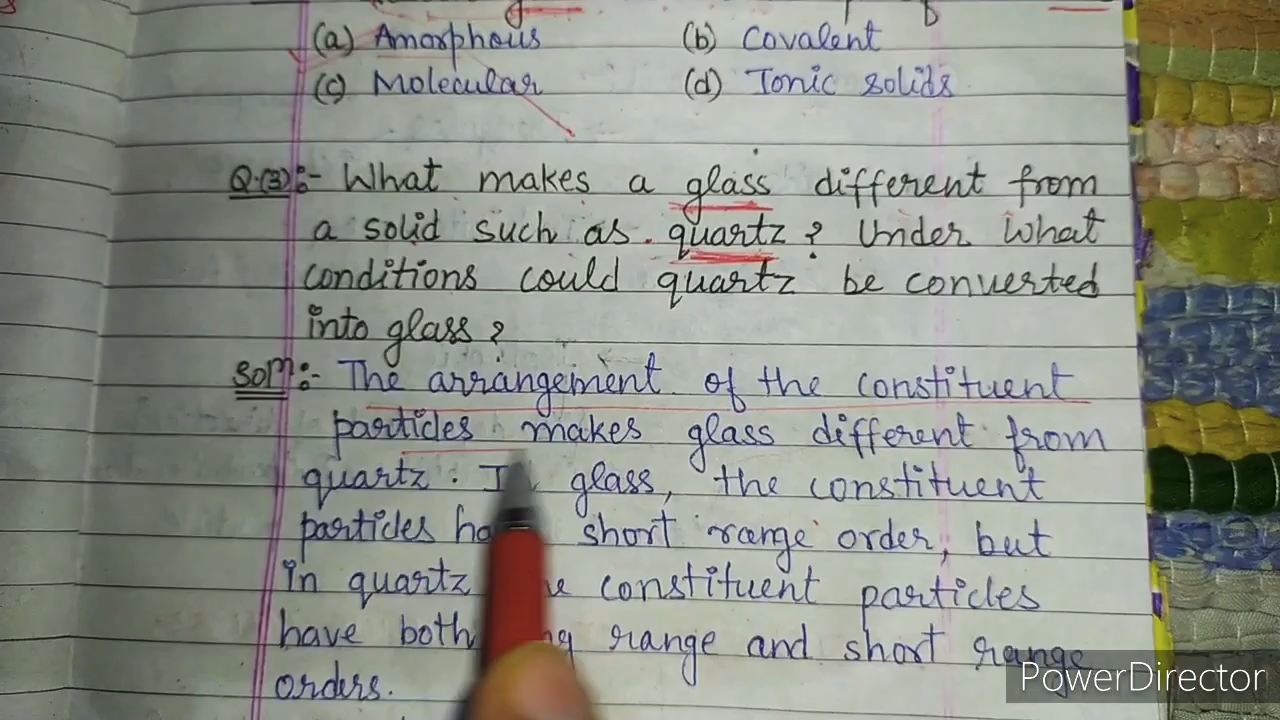 (a) Amorphous (b) Covalent
(c) Molecular (d) Ionic solids
Q.(3):- What makes a glass different from
a solid such as quartz? Under what
conditions could quartz be converted
into glass?
Som:- The arrangement of the constituent
particles makes glass different from
quartz. glass, the constituent
particles short range order, but
in quartz constituent particles
have both range and short range
orders.
PowerDirector